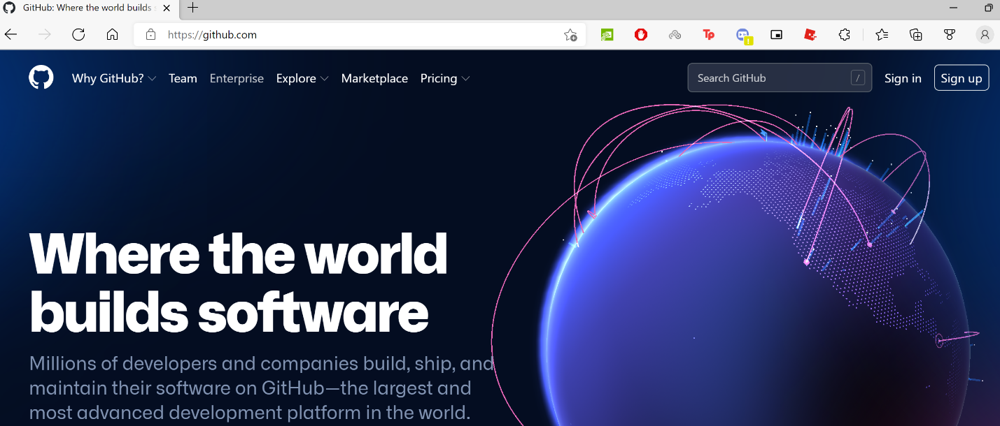 GitHub: Where the world builds
https://github.com
Why GitHub? Team Enterprise Explore Marketplace Pricing
Search GitHub /
Sign in
Sign up
Where the world
builds software
Millions of developers and companies build, ship, and
maintain their software on GitHub—the largest and
most advanced development platform in the world.